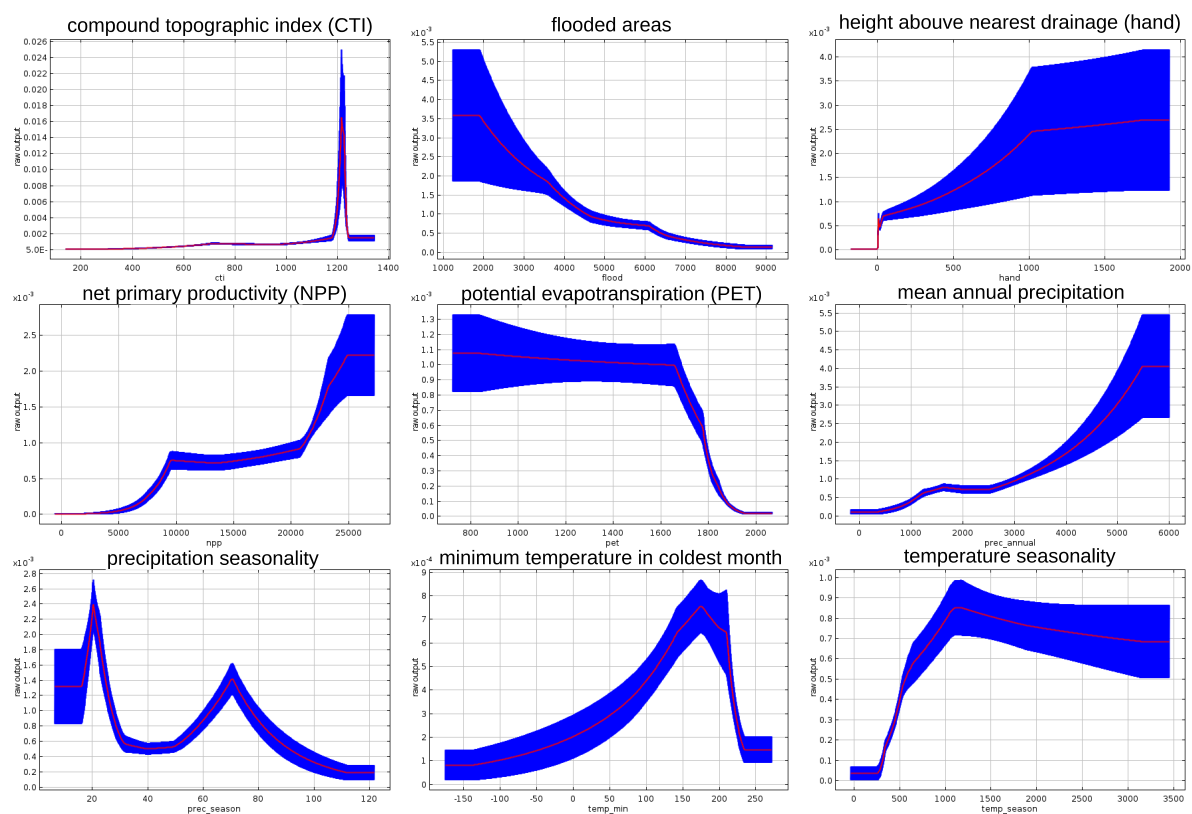 compound topographic index (CTI)
flooded areas
height abouve nearest drainage (hand)
0.026
0.024
0.022
0.020
0.018
0.016
0.014
0.012
0.010
0.008
0.006
0.004
0.002
5.0E-
raw output
200 400 600 800 1000 1200 1400
cti
x10⁻³
5.5
5.0
4.5
4.0
3.5
3.0
2.5
2.0
1.5
1.0
0.5
0.0
raw output
1000 2000 3000 4000 5000 6000 7000 8000 9000
flood
x10⁻³
4.0
3.5
3.0
2.5
2.0
1.5
1.0
0.5
0.0
raw output
0 500 1000 1500 2000
hand
net primary productivity (NPP)
potential evapotranspiration (PET)
mean annual precipitation
x10⁻³
2.5
2.0
1.5
1.0
0.5
0.0
raw output
0 5000 10000 15000 20000 25000
npp
x10⁻³
1.3
1.2
1.1
1.0
0.9
0.8
0.7
0.6
0.5
0.4
0.3
0.2
0.1
0.0
raw output
800 1000 1200 1400 1600 1800 2000
pet
x10⁻³
5.5
5.0
4.5
4.0
3.5
3.0
2.5
2.0
1.5
1.0
0.5
0.0
raw output
0 1000 2000 3000 4000 5000 6000
prec_annual
precipitation seasonality
minimum temperature in coldest month
temperature seasonality
x10⁻³
2.8
2.6
2.4
2.2
2.0
1.8
1.6
1.4
1.2
1.0
0.8
0.6
0.4
0.2
0.0
raw output
20 40 60 80 100 120
prec_season
x10⁻⁴
9
8
7
6
5
4
3
2
1
0
raw output
-150 -100 -50 0 50 100 150 200 250
temp_min
x10⁻³
1.0
0.9
0.8
0.7
0.6
0.5
0.4
0.3
0.2
0.1
0.0
raw output
0 500 1000 1500 2000 2500 3000 3500
temp_season